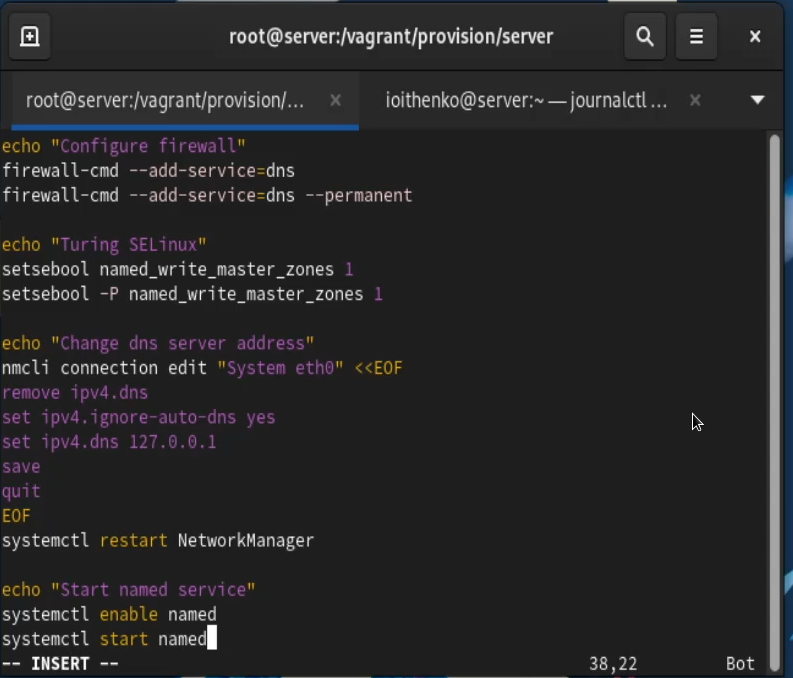 root@server:/vagrant/provision/server
root@server:/vagrant/provision/...
ioithenko@server:~ — journalctl ...
echo "Configure firewall"
firewall-cmd --add-service=dns
firewall-cmd --add-service=dns --permanent
echo "Turing SELinux"
setsebool named_write_master_zones 1
setsebool -P named_write_master_zones 1
echo "Change dns server address"
nmcli connection edit "System eth0" <<EOF
remove ipv4.dns
set ipv4.ignore-auto-dns yes
set ipv4.dns 127.0.0.1
save
quit
EOF
systemctl restart NetworkManager
echo "Start named service"
systemctl enable named
systemctl start named
-- INSERT -- 38,22 Bot